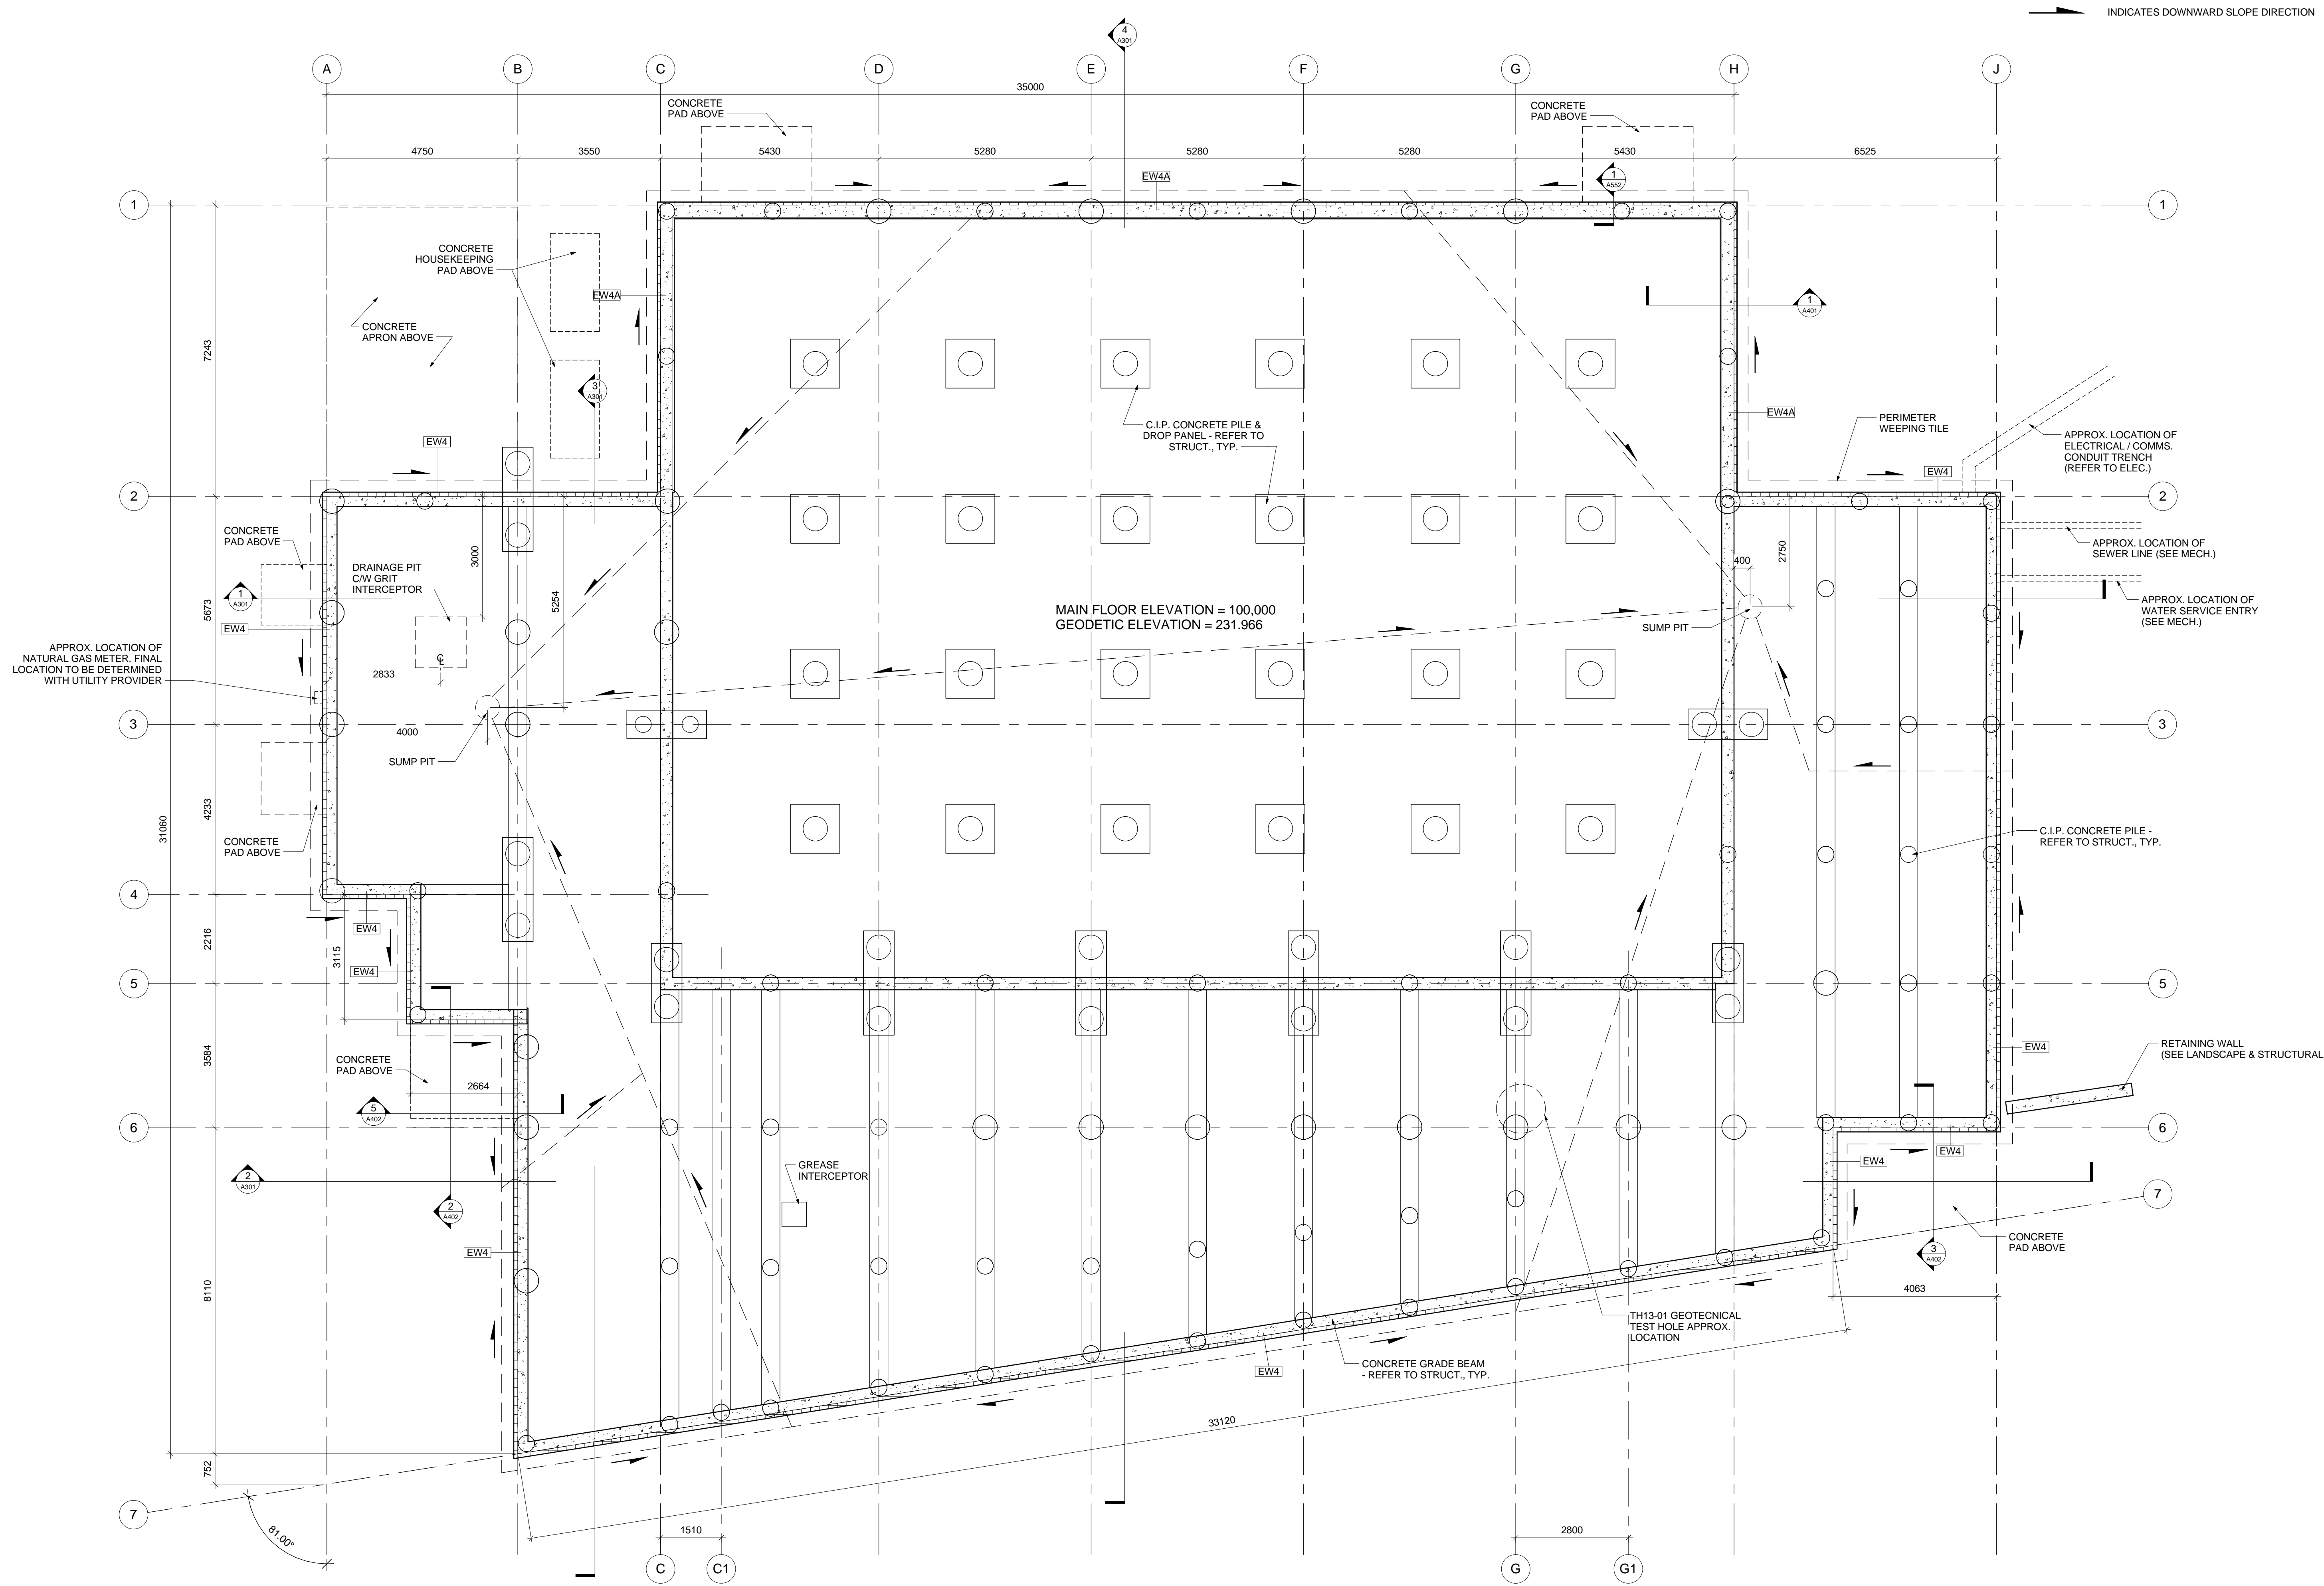 INDICATES DOWNWARD SLOPE DIRECTION
4
A301
A
B
C
D
E
F
G
H
J
35000
CONCRETE
PAD ABOVE
CONCRETE
PAD ABOVE
4750
3550
5430
5280
5280
5280
5430
6525
EW4A
1
A552
1
1
CONCRETE
HOUSEKEEPING
PAD ABOVE
EW4A
1
A401
CONCRETE
APRON ABOVE
7243
3
A301
EW4A
PERIMETER
WEEPING TILE
C.I.P. CONCRETE PILE &
DROP PANEL - REFER TO
STRUCT., TYP.
EW4
APPROX. LOCATION OF
ELECTRICAL / COMMS.
CONDUIT TRENCH
(REFER TO ELEC.)
EW4
2
2
CONCRETE
PAD ABOVE
3000
2750
APPROX. LOCATION OF
SEWER LINE (SEE MECH.)
DRAINAGE PIT
C/W GRIT
INTERCEPTOR
400
1
A301
5254
5673
MAIN FLOOR ELEVATION = 100,000
GEODETIC ELEVATION = 231.966
APPROX. LOCATION OF
WATER SERVICE ENTRY
(SEE MECH.)
EW4
SUMP PIT
APPROX. LOCATION OF
NATURAL GAS METER. FINAL
LOCATION TO BE DETERMINED
WITH UTILITY PROVIDER
2833
3
3
4000
SUMP PIT
4233
31060
CONCRETE
PAD ABOVE
C.I.P. CONCRETE PILE -
REFER TO STRUCT., TYP.
4
EW4
2216
3115
EW4
5
5
3584
CONCRETE
PAD ABOVE
EW4
RETAINING WALL
(SEE LANDSCAPE & STRUCTURAL
2664
5
A402
6
6
EW4
EW4
GREASE
INTERCEPTOR
2
A301
7
2
A402
EW4
3
A402
CONCRETE
PAD ABOVE
8110
4063
TH13-01 GEOTECNICAL
TEST HOLE APPROX.
LOCATION
EW4
CONCRETE GRADE BEAM
- REFER TO STRUCT., TYP.
33120
752
7
81.00°
1510
2800
C
C1
G
G1